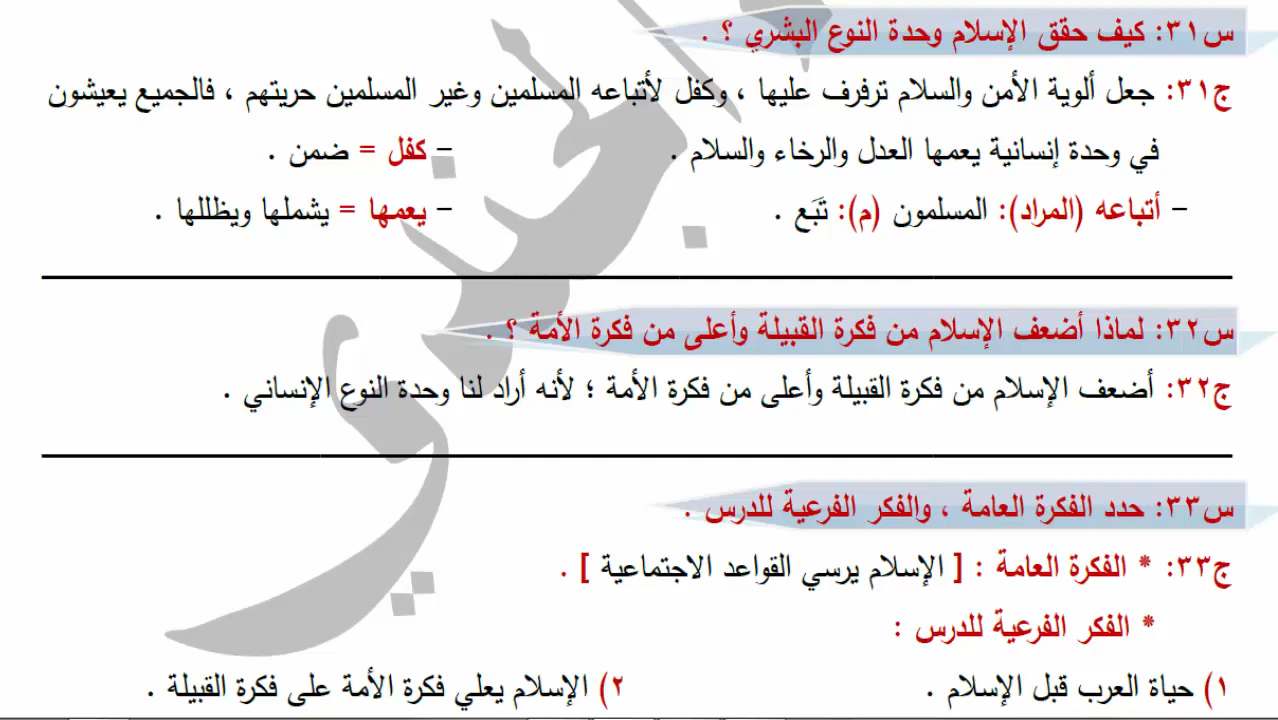 س٣١: كيف حقق الإسلام وحدة النوع البشري ؟ .
ج٣١: جعل ألوية الأمن والسلام ترفرف عليها ، وكفل لأتباعه المسلمين وغير المسلمين حريتهم ، فالجميع يعيشون
في وحدة إنسانية يعمها العدل والرخاء والسلام . – كفل = ضمن .
– أتباعه (المراد): المسلمون (م): تَبَع . – يعمها = يشملها ويظللها .
س٣٢: لماذا أضعف الإسلام من فكرة القبيلة وأعلى من فكرة الأمة ؟ .
ج٣٢: أضعف الإسلام من فكرة القبيلة وأعلى من فكرة الأمة ؛ لأنه أراد لنا وحدة النوع الإنساني .
س٣٣: حدد الفكرة العامة ، والفكر الفرعية للدرس .
ج٣٣: * الفكرة العامة : [ الإسلام يرسي القواعد الاجتماعية ] .
* الفكر الفرعية للدرس :
١) حياة العرب قبل الإسلام . ٢) الإسلام يعلي فكرة الأمة على فكرة القبيلة .